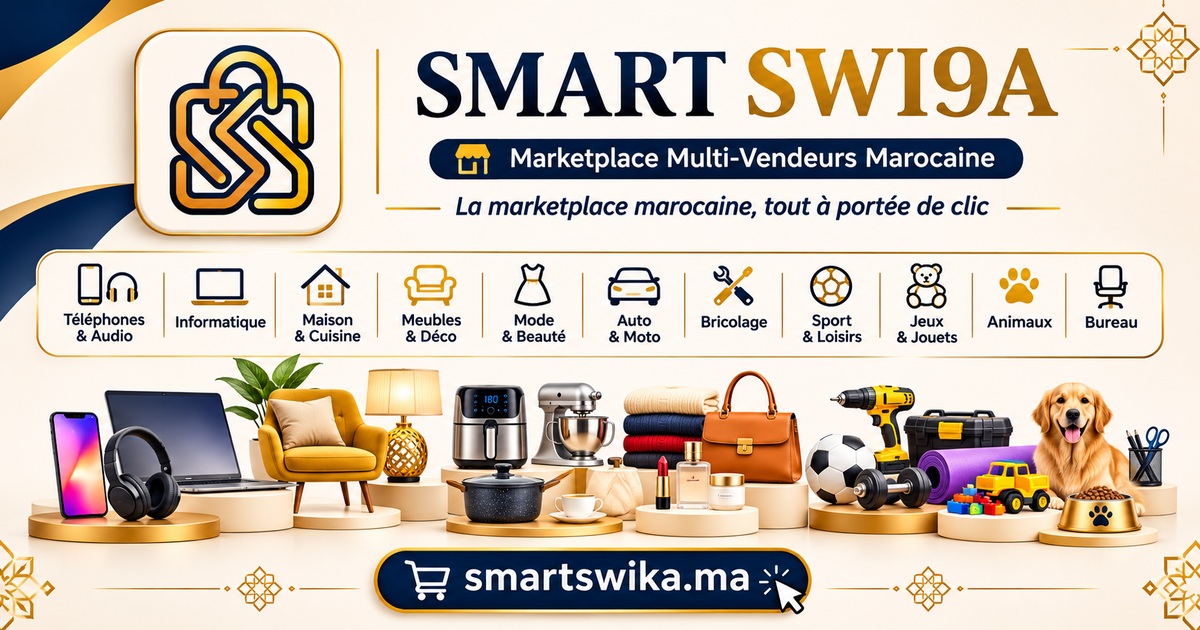 SMART SWI9A
Marketplace Multi-Vendeurs Marocaine
La marketplace marocaine, tout à portée de clic
Téléphones
& Audio
Informatique
Maison
& Cuisine
Meubles
& Déco
Mode
& Beauté
Auto
& Moto
Bricolage
Sport
& Loisirs
Jeux
& Jouets
Animaux
Bureau
180
smartswika.ma